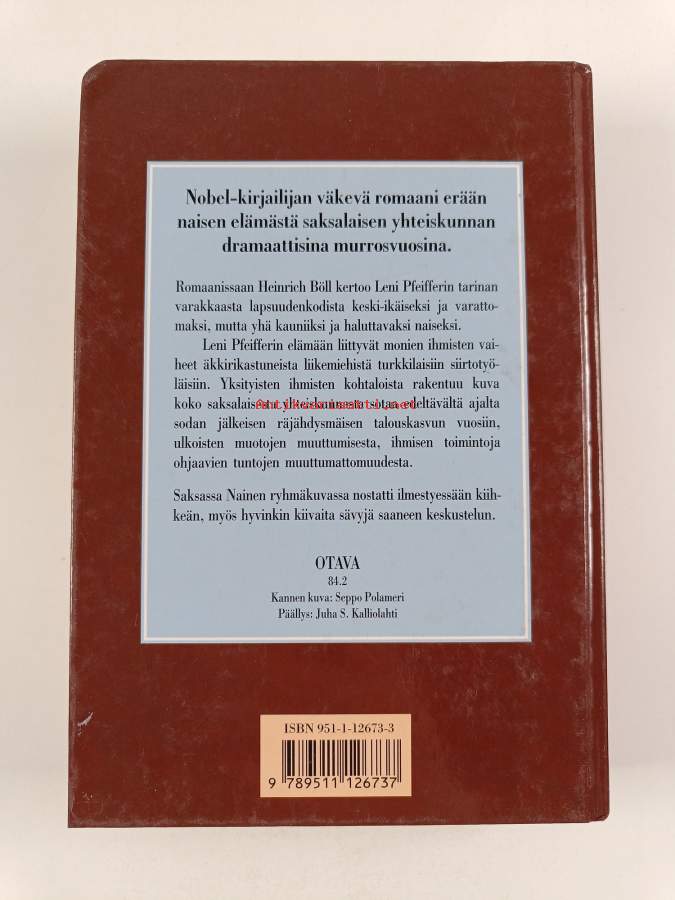 Nobel-kirjailijan väkevä romaani erään
naisen elämästä saksalaisen yhteiskunnan
dramaattisina murrosvuosina.
Romaanissaan Heinrich Böll kertoo Leni Pfeifferin tarinan
varakkaasta lapsuudenkodista keski-ikäiseksi ja varatto-
maksi, mutta yhä kauniiksi ja haluttavaksi naiseksi.
Leni Pfeifferin elämään liittyvät monien ihmisten vai-
heet äkkirikastuneista liikemiehistä turkkilaisiin siirtotyö-
läisiin. Yksityisten ihmisten kohtaloista rakentuu kuva
koko saksalaisesta yhteiskunnasta sotaa edeltävältä ajalta
Antikvariaatti.net
sodan jälkeisen räjähdysmäisen talouskasvun vuosiin,
ulkoisten muotojen muuttumisesta, ihmisen toimintoja
ohjaavien tuntojen muuttumattomuudesta.
Saksassa Nainen ryhmäkuvassa nostatti ilmestyessään kiih-
keän, myös hyvinkin kiivaita sävyjä saaneen keskustelun.
OTAVA
84.2
Kannen kuva: Seppo Polameri
Päällys: Juha S. Kalliolahti
ISBN 951-1-12673-3
9 789511 126737